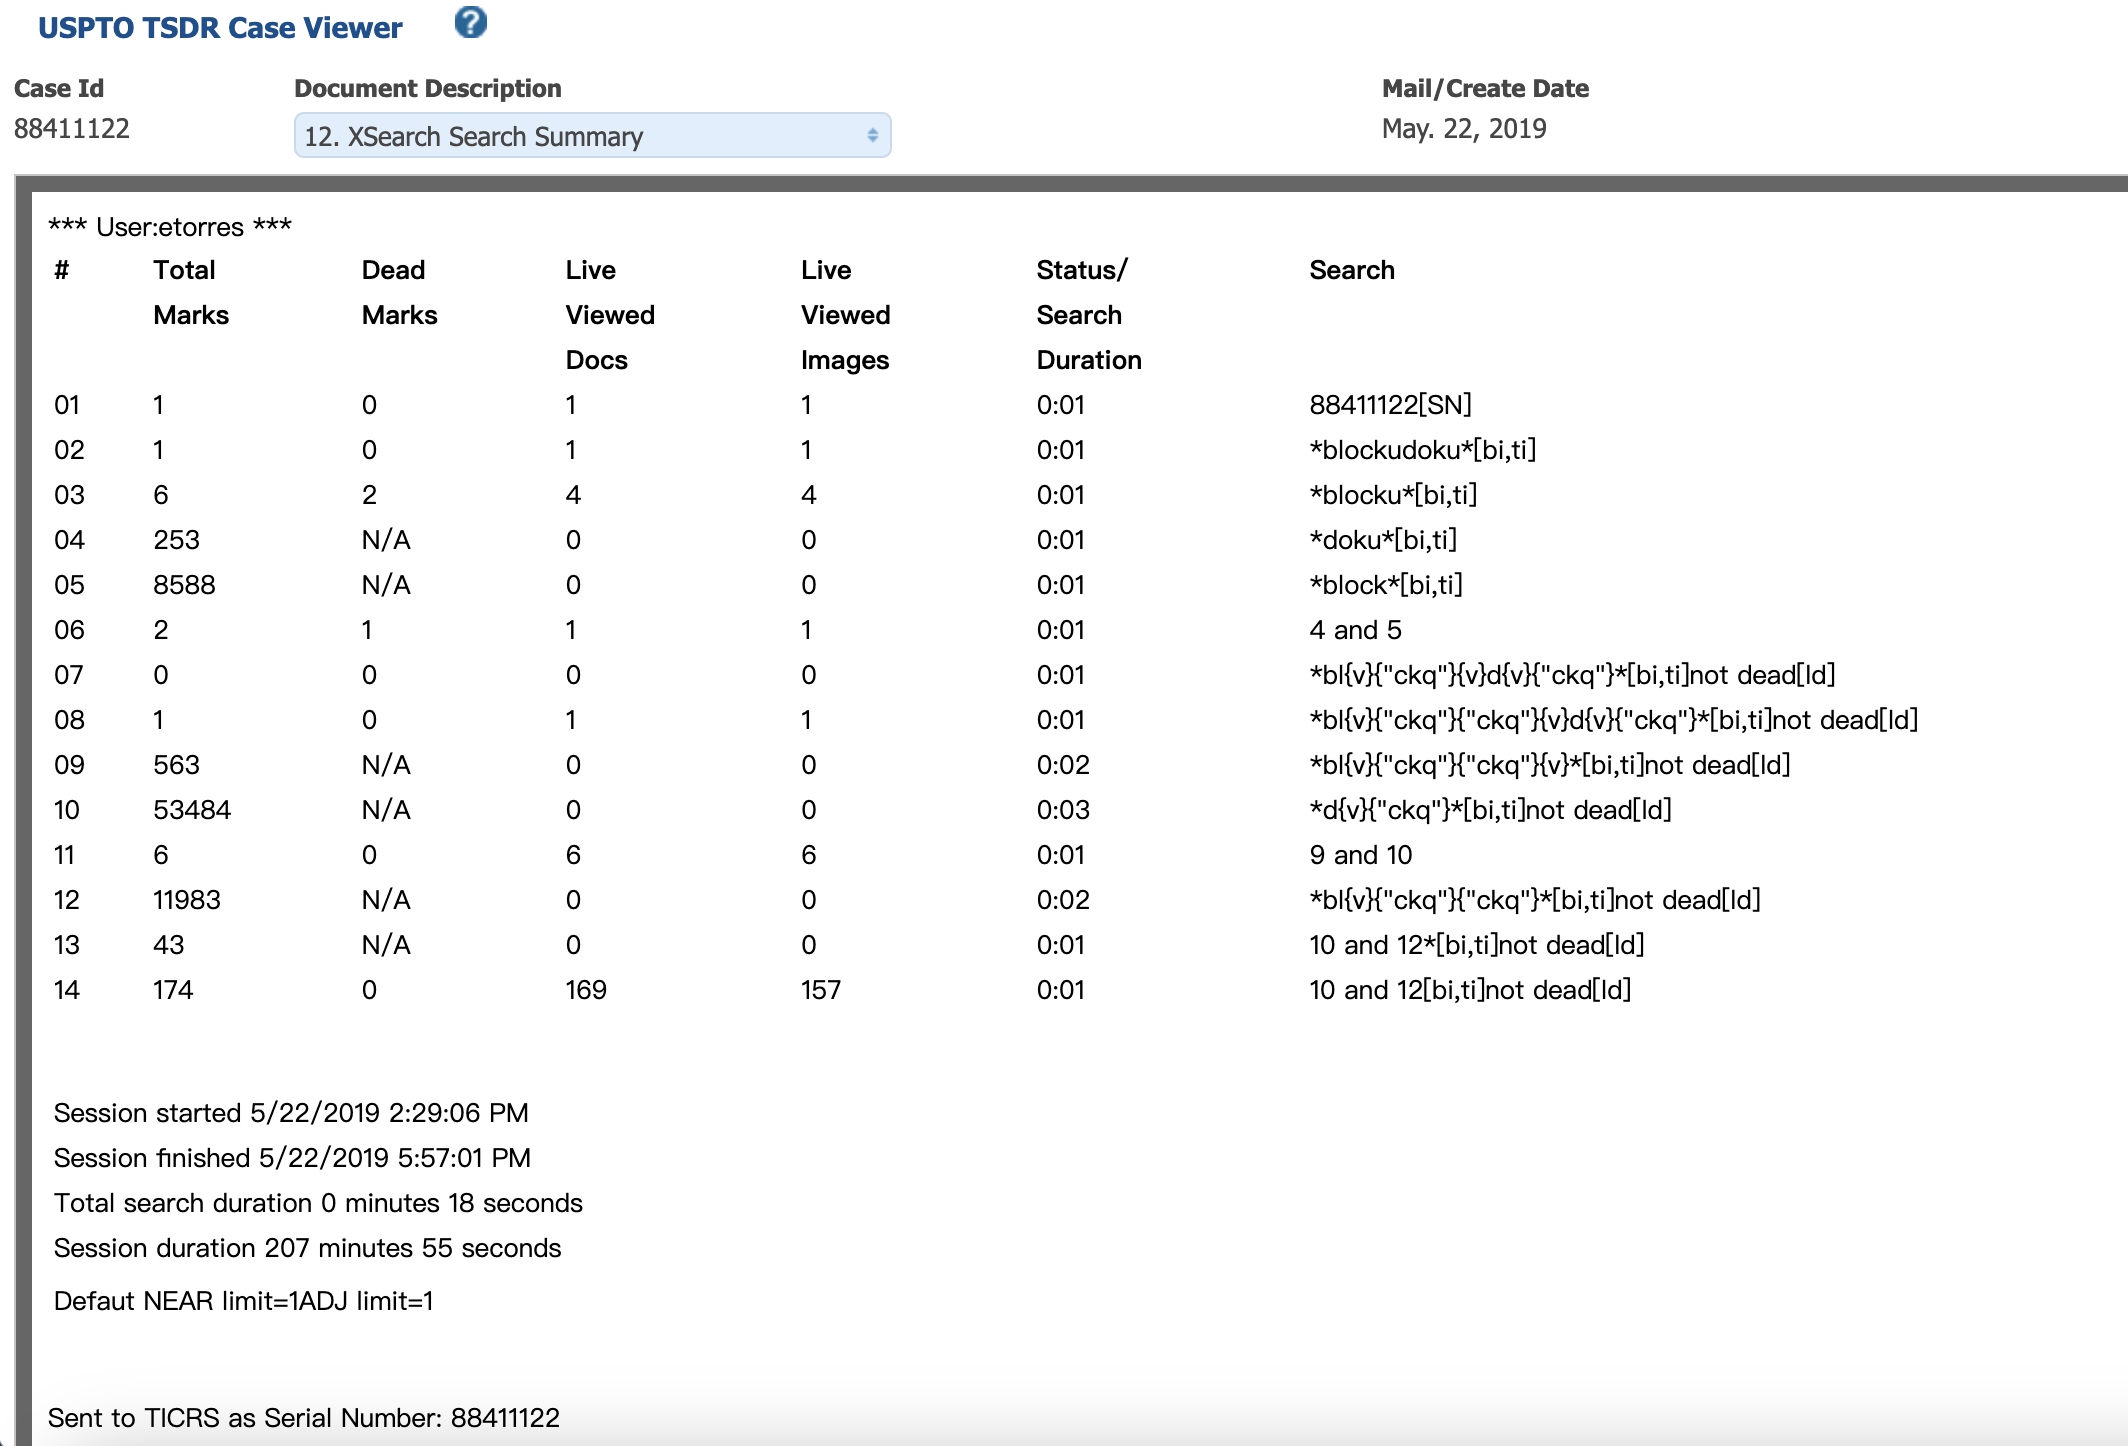 USPTO TSDR Case Viewer ?
Case Id Document Description Mail/Create Date
88411122 12. XSearch Search Summary May. 22, 2019
*** User:etorres ***
# Total Dead Live Live Status/ Search
Marks Marks Viewed Viewed Search
Docs Images Duration
01 1 0 1 1 0:01 88411122[SN]
02 1 0 1 1 0:01 *blockudoku*[bi,ti]
03 6 2 4 4 0:01 *blocku*[bi,ti]
04 253 N/A 0 0 0:01 *doku*[bi,ti]
05 8588 N/A 0 0 0:01 *block*[bi,ti]
06 2 1 1 1 0:01 4 and 5
07 0 0 0 0 0:01 *bl{v}{"ckq"}{v}d{v}{"ckq"}*[bi,ti]not dead[ld]
08 1 0 1 1 0:01 *bl{v}{"ckq"}{"ckq"}{v}d{v}{"ckq"}*[bi,ti]not dead[ld]
09 563 N/A 0 0 0:02 *bl{v}{"ckq"}{"ckq"}{v}*[bi,ti]not dead[ld]
10 53484 N/A 0 0 0:03 *d{v}{"ckq"}*[bi,ti]not dead[ld]
11 6 0 6 6 0:01 9 and 10
12 11983 N/A 0 0 0:02 *bl{v}{"ckq"}{"ckq"}*[bi,ti]not dead[ld]
13 43 N/A 0 0 0:01 10 and 12*[bi,ti]not dead[ld]
14 174 0 169 157 0:01 10 and 12[bi,ti]not dead[ld]
Session started 5/22/2019 2:29:06 PM
Session finished 5/22/2019 5:57:01 PM
Total search duration 0 minutes 18 seconds
Session duration 207 minutes 55 seconds
Defaut NEAR limit=1ADJ limit=1
Sent to TICRS as Serial Number: 88411122